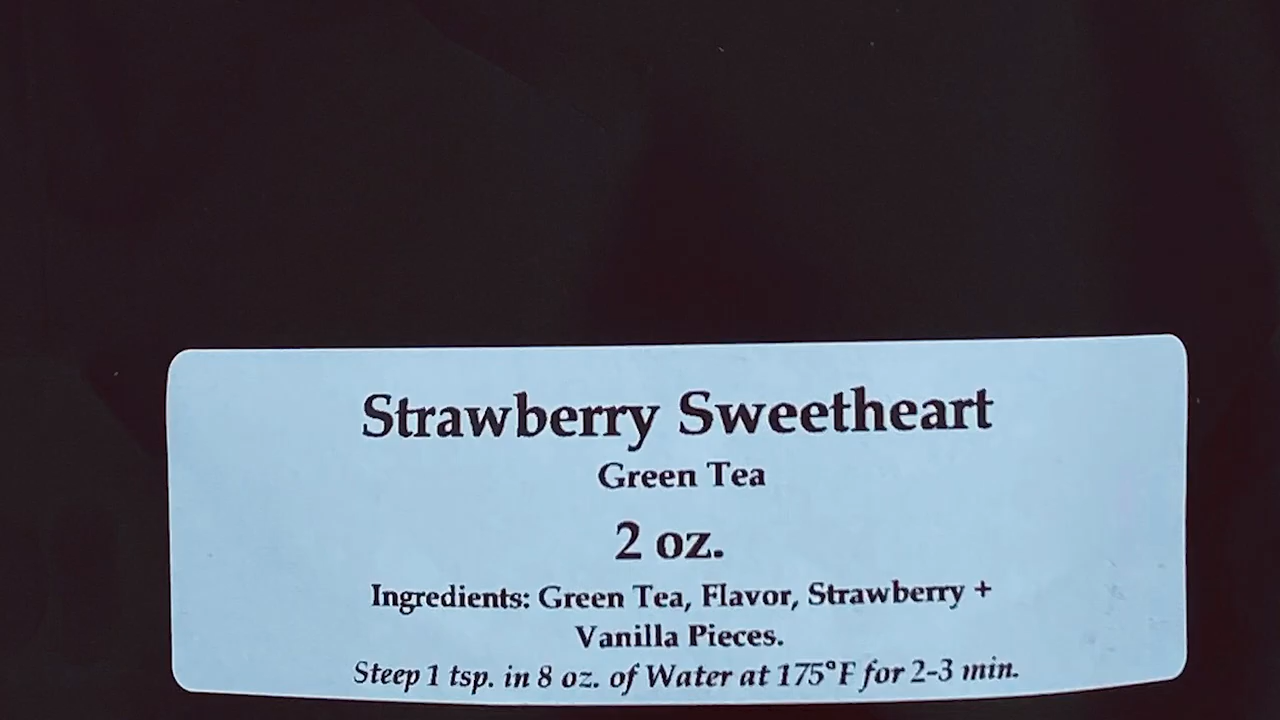 Strawberry Sweetheart
Green Tea
2 oz.
Ingredients: Green Tea, Flavor, Strawberry +
Vanilla Pieces.
Steep 1 tsp. in 8 oz. of Water at 175°F for 2-3 min.